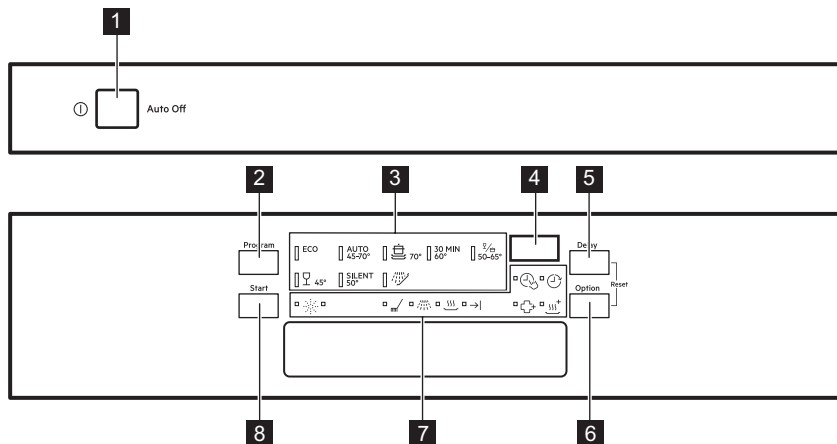 1
Auto Off
2 3 4 5
Program
Delay
ECO AUTO 45-70° 70° 30 MIN 60° 50-65°
45° SILENT 50°
Start
Option
Reset
8 7 6